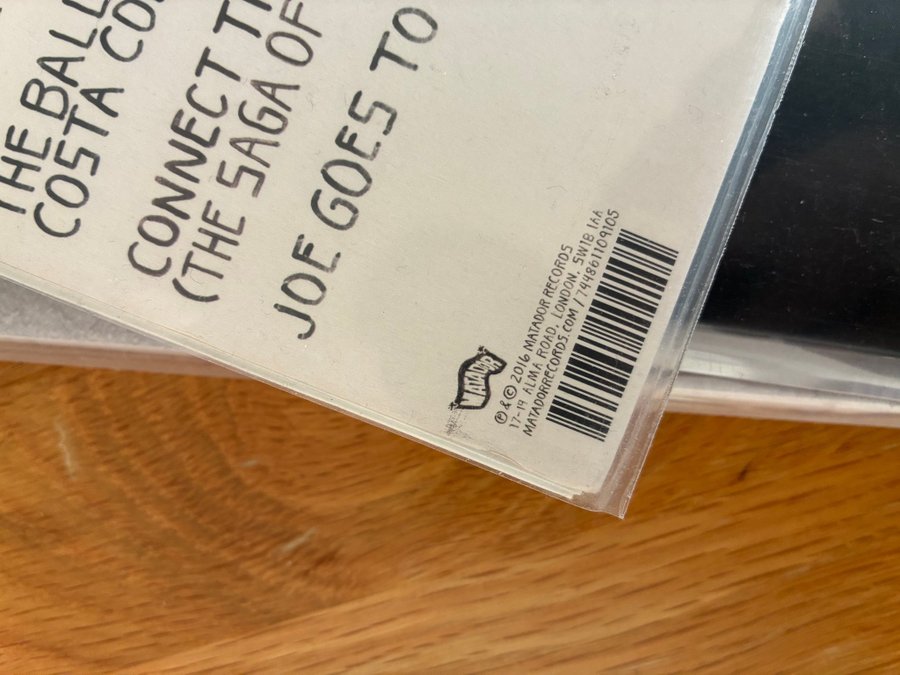 THE BALL
COSTA CO
CONNECT T
(THE SAGA OF
JOE GOES TO
MATADOR
℗ & © 2016 MATADOR RECORDS
17-19 ALMA ROAD, LONDON, SW18 1AA
MATADORRECORDS.COM / 744861109105